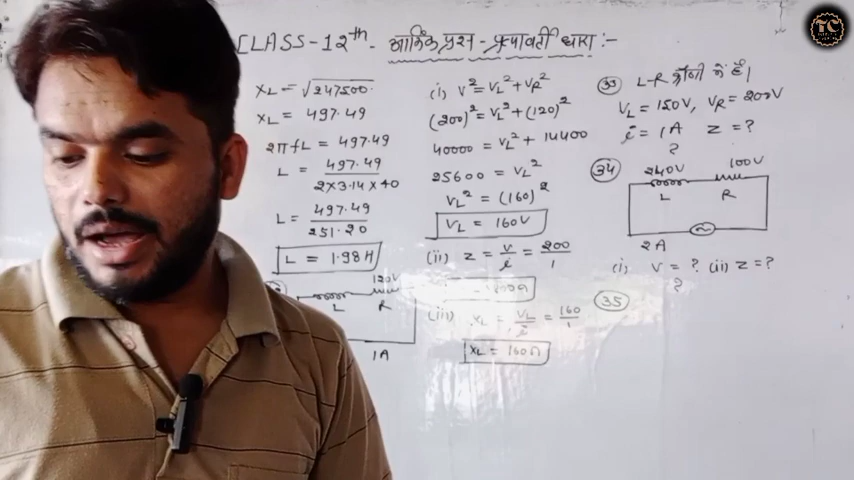 CLASS-12th. आंकिक प्रश्न - प्रत्यावर्ती धारा :-
XL = √247500.
XL = 497.49
2πfL = 497.49
L = 497.49 / 2×3.14×40
L = 497.49 / 251.20
L = 1.98H
120V
L R
1A
(i) V² = VL² + VR²
(200)² = VL² + (120)²
40000 = VL² + 14400
25600 = VL²
VL² = (160)²
VL = 160V
(ii) Z = V/i = 200/1
(iii) XL = VL/i = 160/1
XL = 160Ω
(33) L-R श्रेणी में हैं।
VL = 150V, VR = 200V
i = 1A Z = ?
?
(34) 240V 100V
L R
2A
(i) V = ? (ii) Z = ?
?
(35)
TC